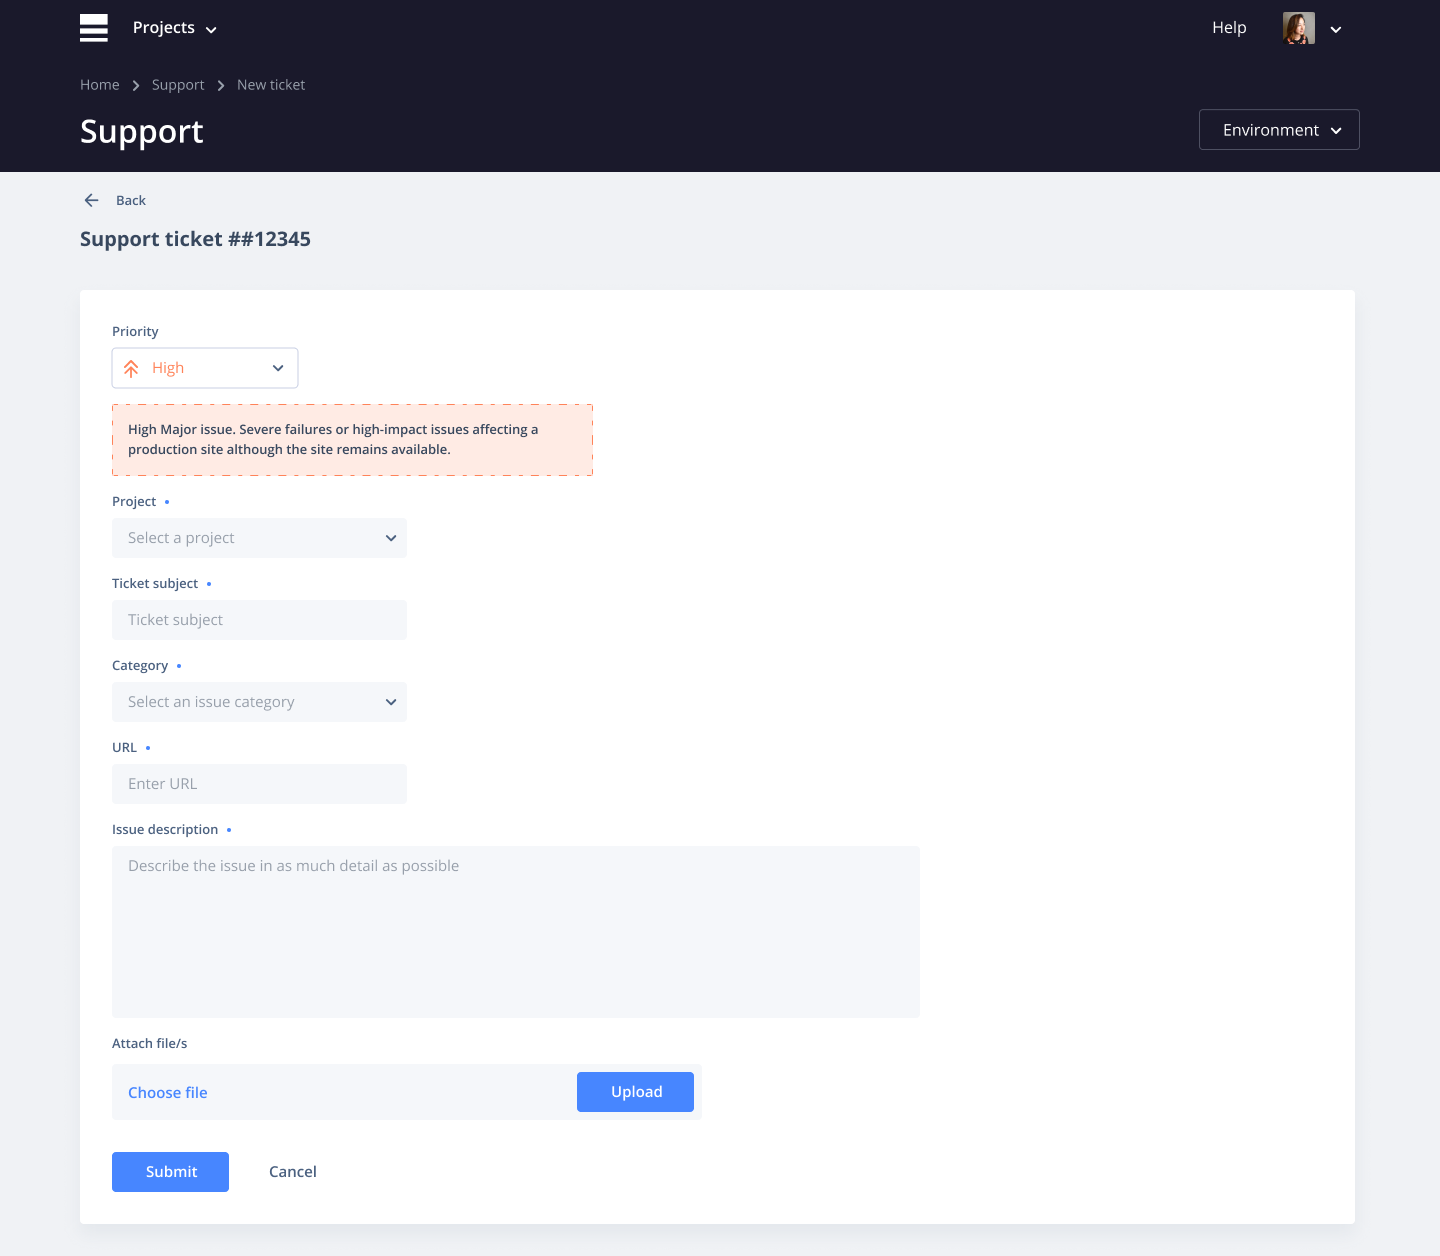 Projects
Help
Home
Support
New ticket
Support
Environment
Back
Support ticket ##12345
Priority
High
High Major issue. Severe failures or high-impact issues affecting a
production site although the site remains available.
Project
Select a project
Ticket subject
Ticket subject
Category
Select an issue category
URL
Enter URL
Issue description
Describe the issue in as much detail as possible
Attach file/s
Choose file
Upload
Submit
Cancel